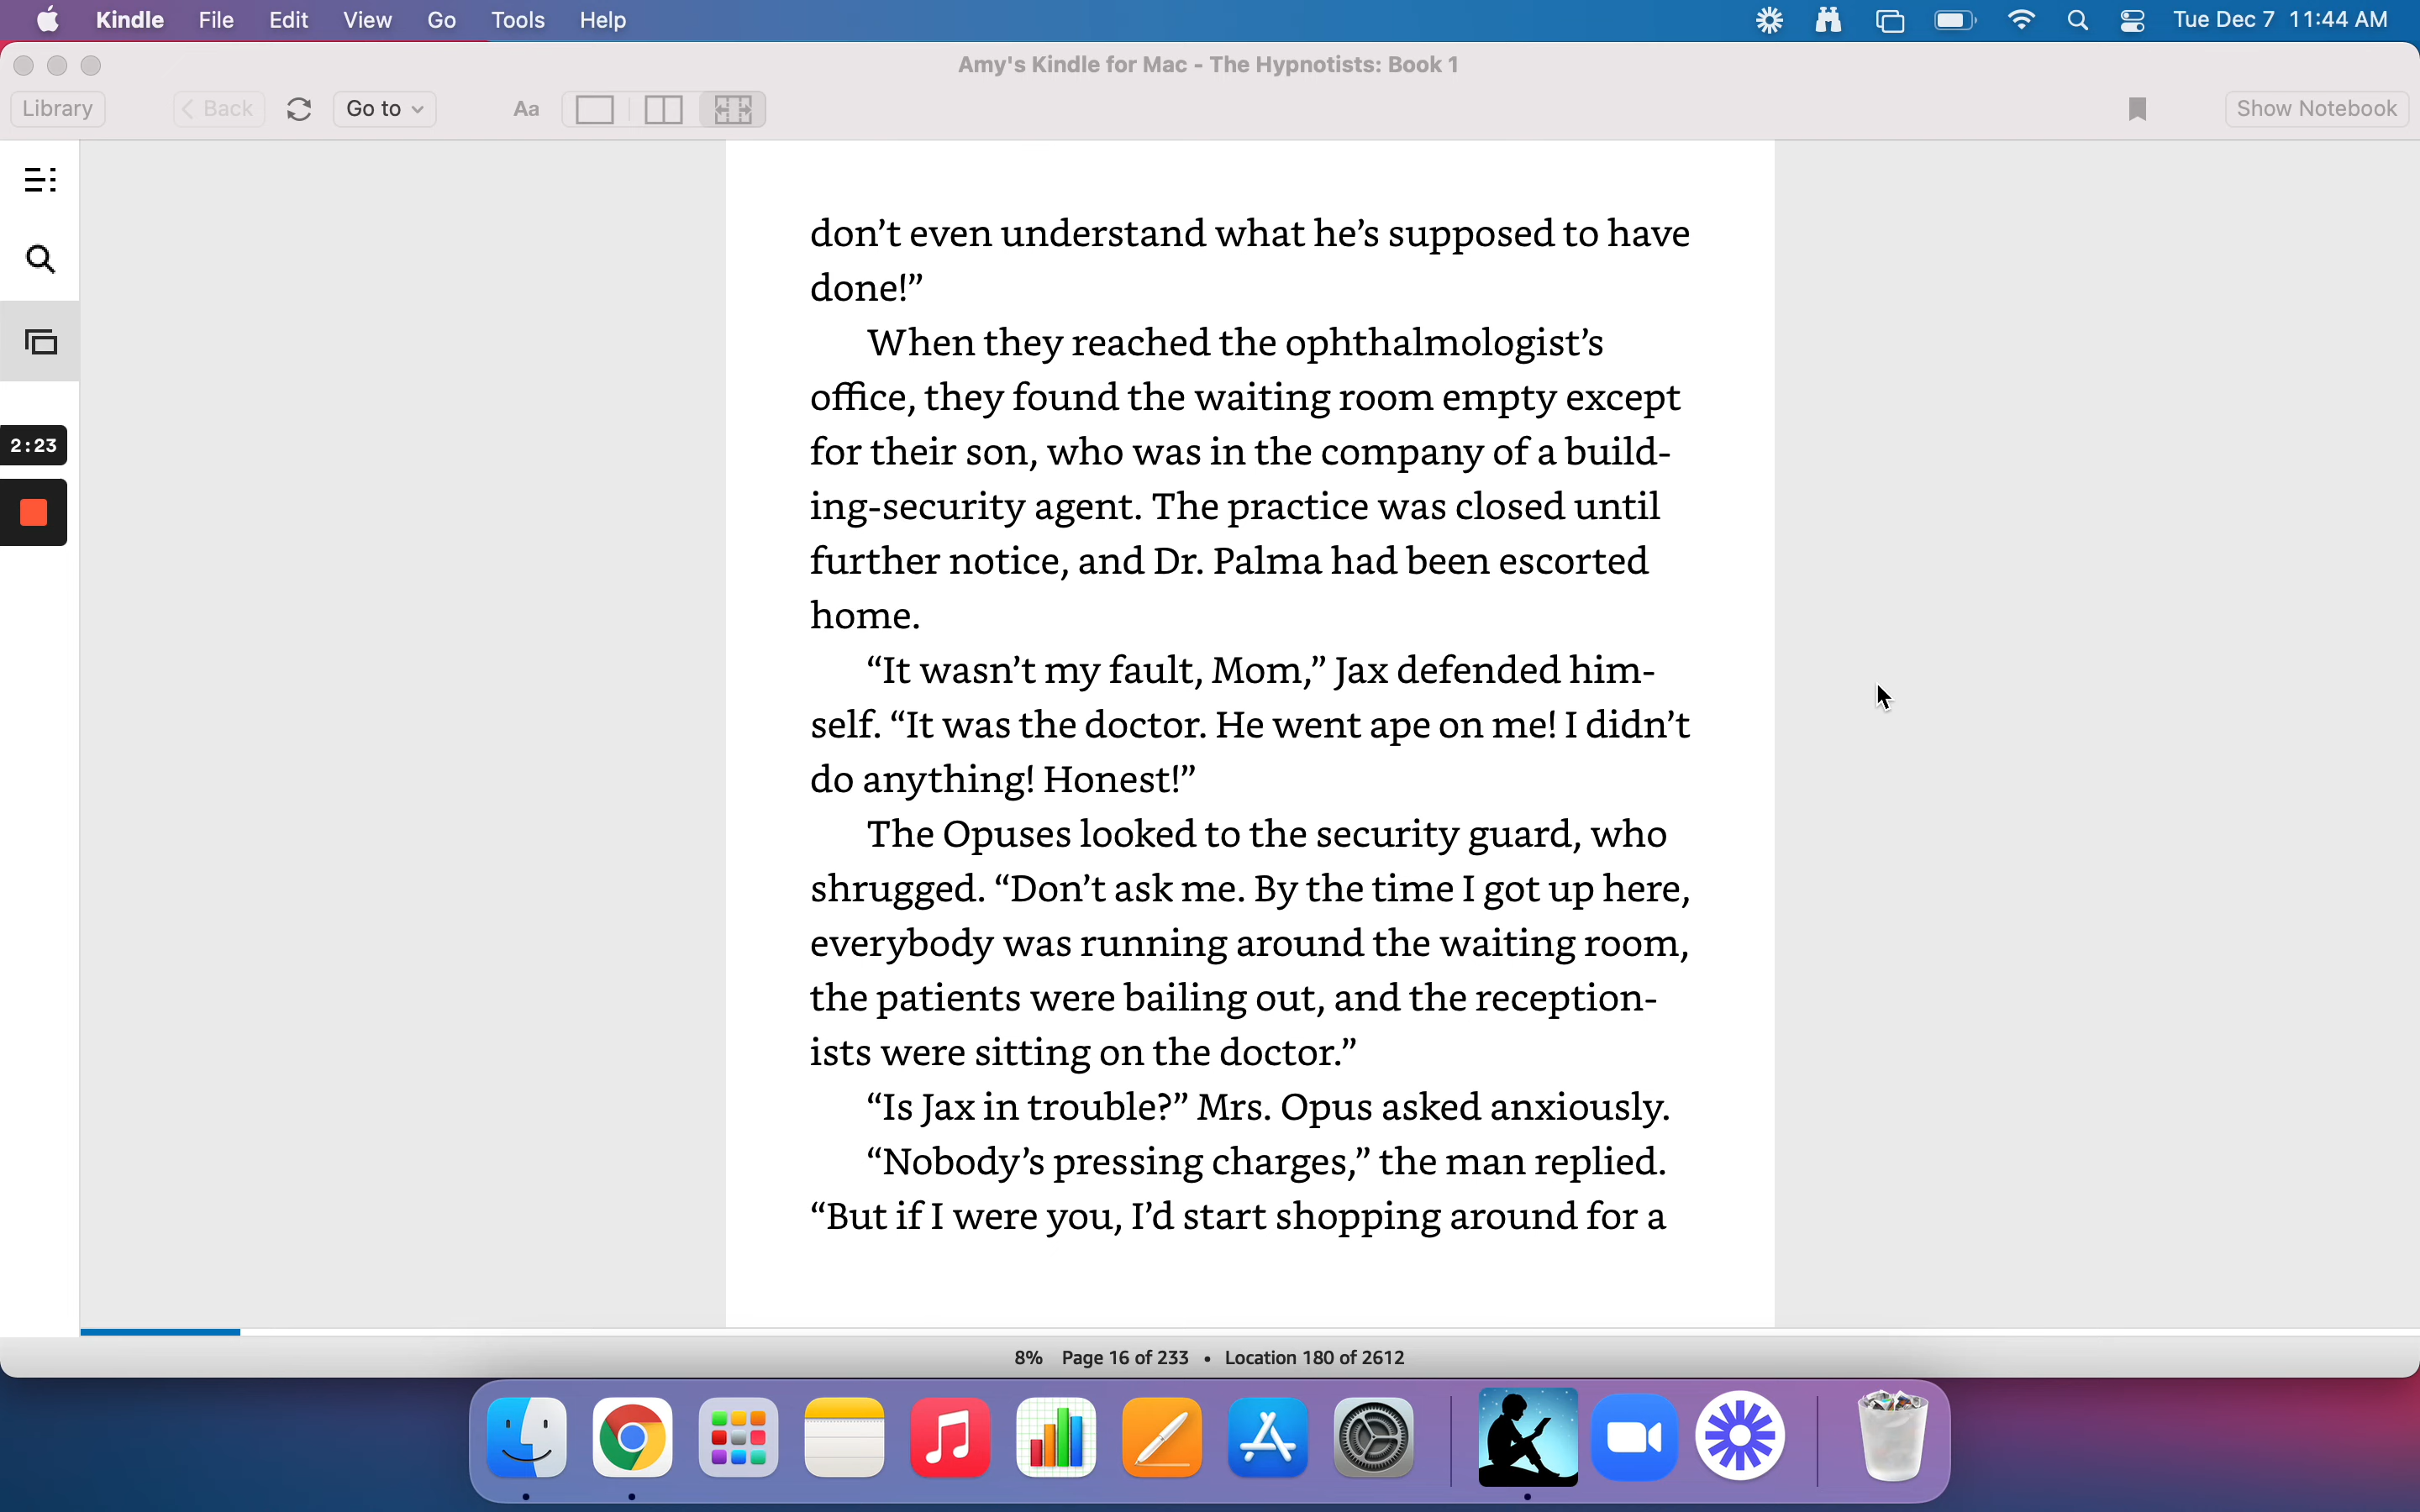 Kindle File Edit View Go Tools Help Tue Dec 7 11:44 AM
Amy's Kindle for Mac - The Hypnotists: Book 1
Library Back Go to Aa Show Notebook
2:23
don’t even understand what he’s supposed to have
done!”
When they reached the ophthalmologist’s
office, they found the waiting room empty except
for their son, who was in the company of a build-
ing-security agent. The practice was closed until
further notice, and Dr. Palma had been escorted
home.
“It wasn’t my fault, Mom,” Jax defended him-
self. “It was the doctor. He went ape on me! I didn’t
do anything! Honest!”
The Opuses looked to the security guard, who
shrugged. “Don’t ask me. By the time I got up here,
everybody was running around the waiting room,
the patients were bailing out, and the reception-
ists were sitting on the doctor.”
“Is Jax in trouble?” Mrs. Opus asked anxiously.
“Nobody’s pressing charges,” the man replied.
“But if I were you, I’d start shopping around for a
8% Page 16 of 233 • Location 180 of 2612